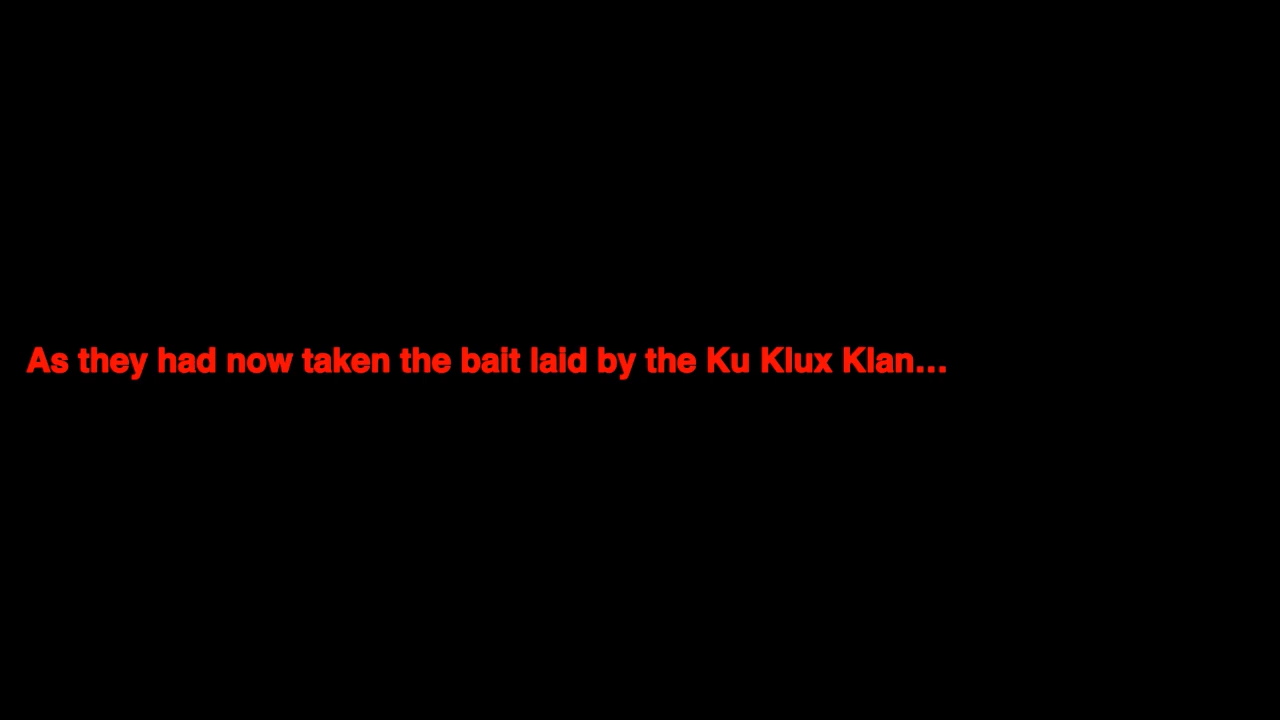 As they had now taken the bait laid by the Ku Klux Klan...